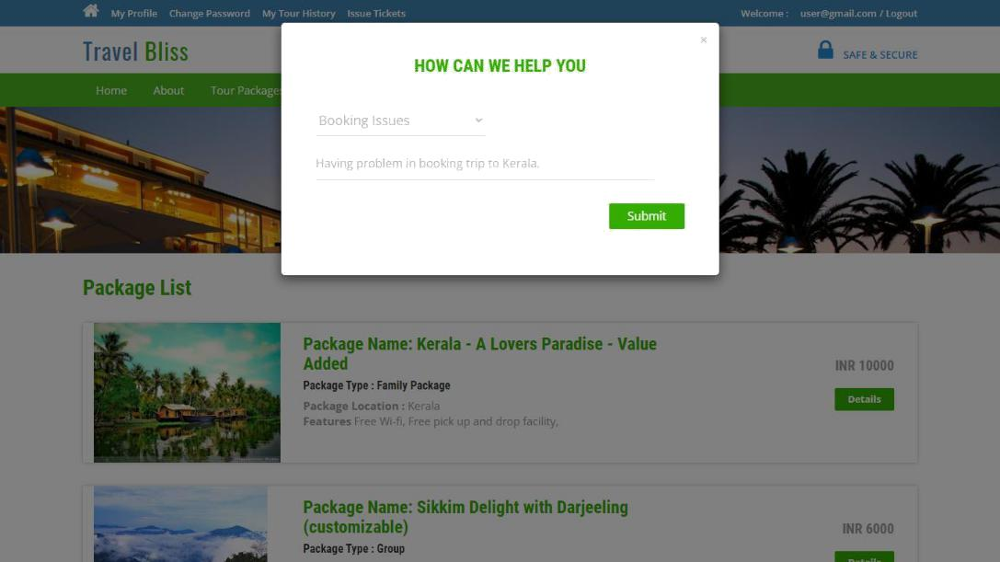 My Profile Change Password My Tour History Issue Tickets Welcome : user@gmail.com / Logout
×
Travel Bliss
SAFE & SECURE
HOW CAN WE HELP YOU
Home About Tour Packages
Booking Issues
Having problem in booking trip to Kerala.
Submit
Package List
Package Name: Kerala - A Lovers Paradise - Value
Added
INR 10000
Package Type : Family Package
Details
Package Location : Kerala
Features Free Wi-fi, Free pick up and drop facility,
Package Name: Sikkim Delight with Darjeeling
(customizable)
INR 6000
Package Type : Group
Details